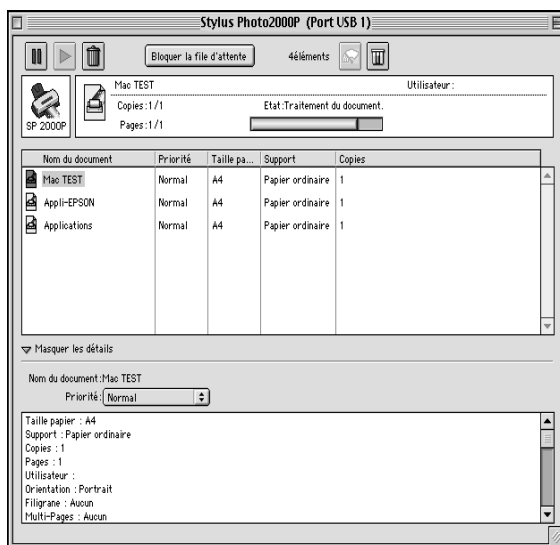 Stylus Photo2000P (Port USB 1)
Bloquer la file d'attente
4éléments
SP 2000P
Mac TEST
Utilisateur :
Copies :1 /1
Etat :Traitement du document.
Pages :1 /1
Nom du document Priorité Taille pa... Support Copies
Mac TEST Normal A4 Papier ordinaire 1
Appli-EPSON Normal A4 Papier ordinaire 1
Applications Normal A4 Papier ordinaire 1
Masquer les détails
Nom du document :Mac TEST
Priorité : Normal
Taille papier : A4
Support : Papier ordinaire
Copies : 1
Pages : 1
Utilisateur :
Orientation : Portrait
Filigrane : Aucun
Multi-Pages : Aucun